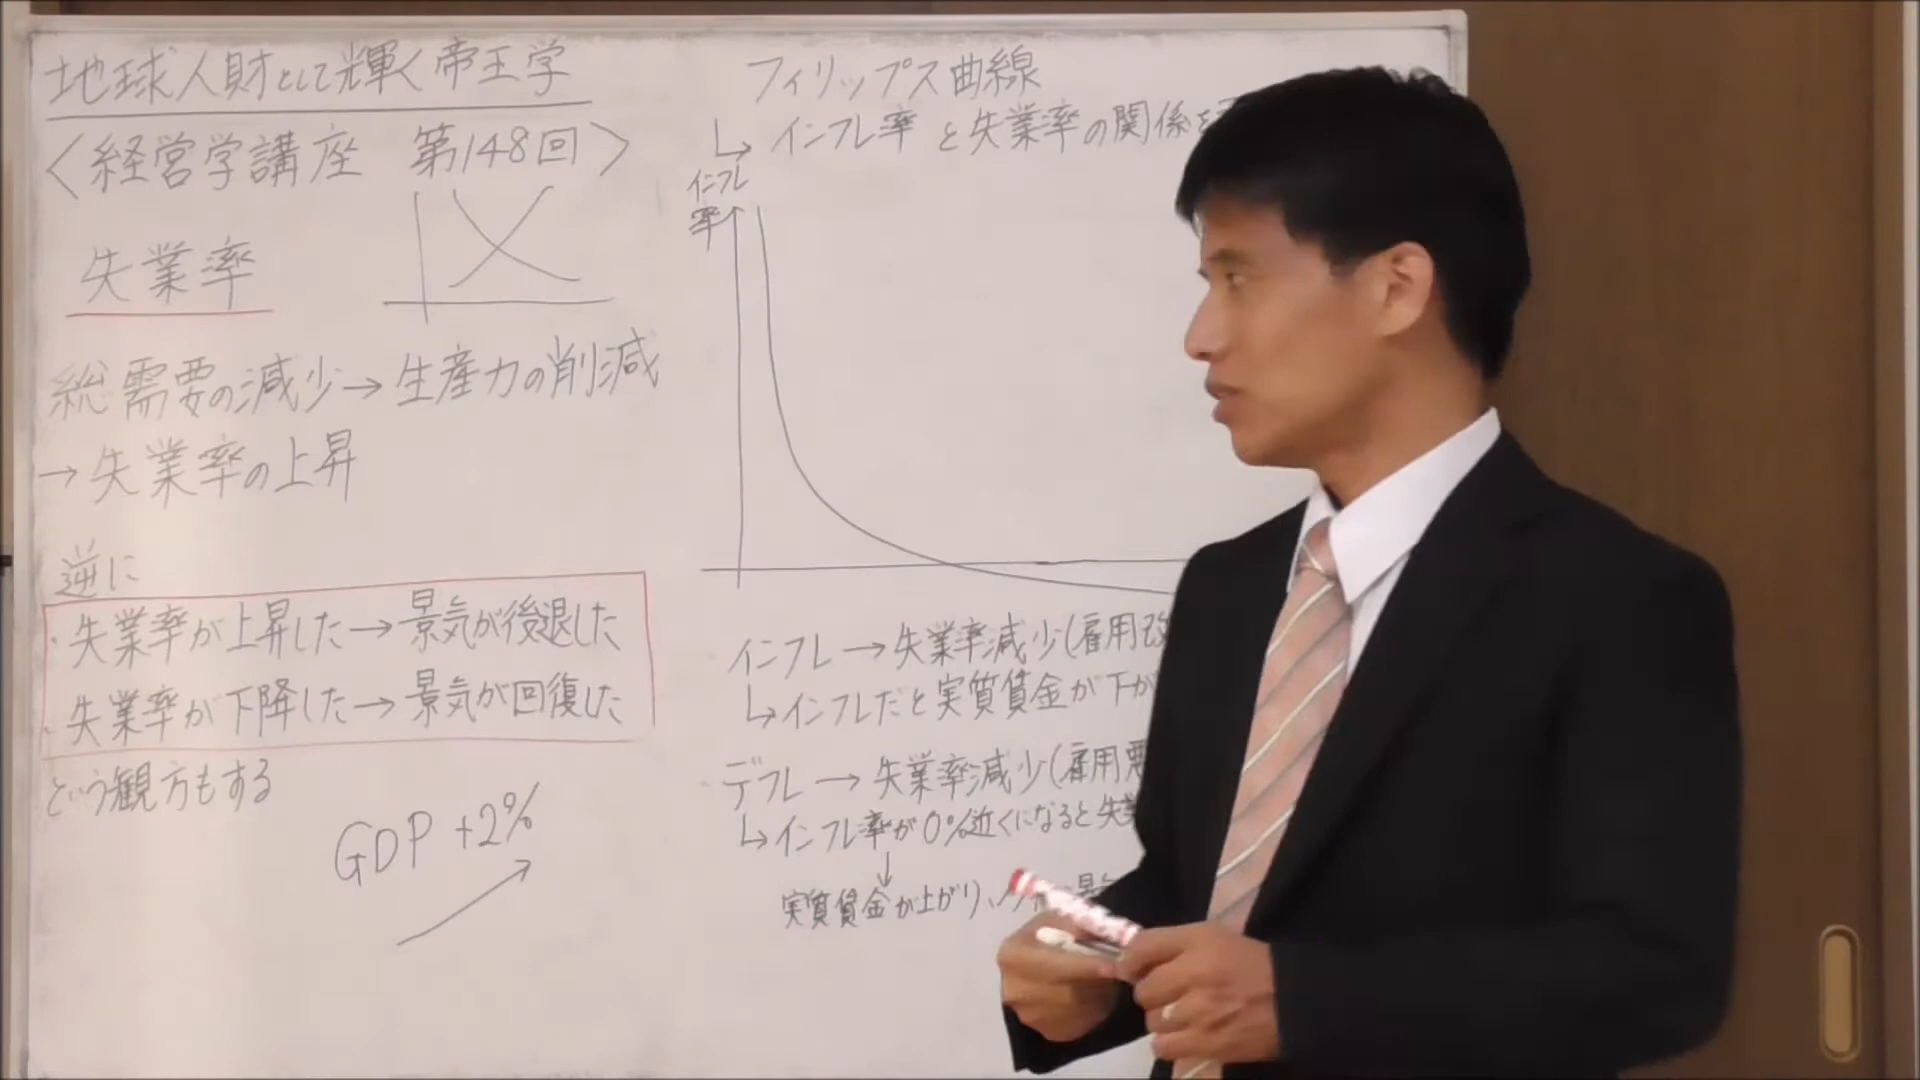 地球人財として輝く帝王学
〈経営学講座 第148回〉
失業率
総需要の減少→生産力の削減
→失業率の上昇
逆に
・失業率が上昇した→景気が後退した
・失業率が下降した→景気が回復した
という観方もする
GDP +2%
フィリップス曲線
↳インフレ率と失業率の関係を
インフレ
率
インフレ→失業率減少(雇用改
↳インフレだと実質賃金が下が
デフレ→失業率減少(雇用悪
↳インフレ率が0%近くになると失業
↓
実質賃金が上がり、